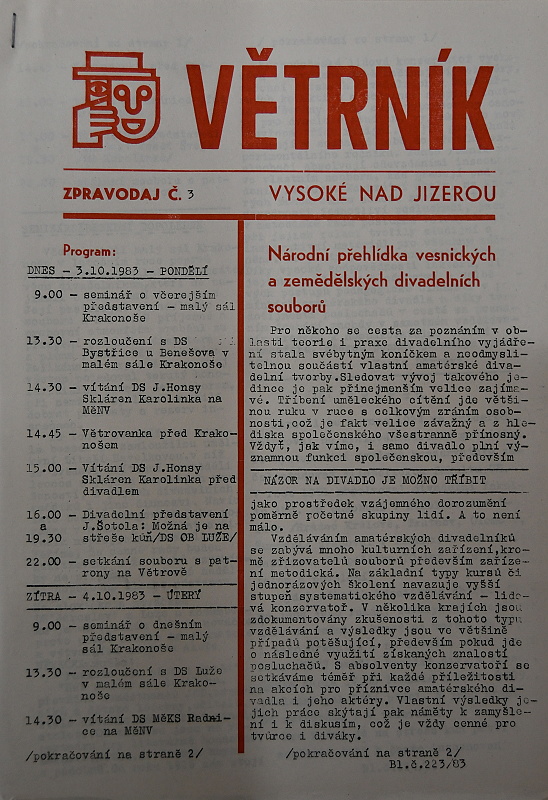 VĚTRNÍK
ZPRAVODAJ Č. 3
VYSOKÉ NAD JIZEROU
Program:
DNES - 3.10.1983 - PONDĚLÍ
9.00 - seminář o včerejším
představení - malý sál
Krakonoše
13.30 - rozloučení s DS
Bystřice u Benešova v
malém sále Krakonoše
14.30 - vítání DS J.Honsy
Skláren Karolinka na
MěNV
14.45 - Větrovanka před Krako-
nošem
15.00 - Vítání DS J.Honsy
Skláren Karolinka před
divadlem
16.00 - Divadelní představení
a J.Šotola: Možná je na
19.30 střeše kůň/DS OB LUŽE/
22.00 - setkání souboru s pat-
rony na Větrově
ZÍTRA - 4.10.1983 - ÚTERÝ
9.00 - seminář o dnešním
představení - malý
sál Krakonoše
13.30 - rozloučení s DS Luže
v malém sále Krako-
noše
14.30 - vítání DS MěKS Radni-
ce na MěNV
/pokračování na straně 2/
Národní přehlídka vesnických
a zemědělských divadelních
souborů
Pro někoho se cesta za poznáním v ob-
lasti teorie i praxe divadelního vyjádře-
ní stala svébytným koníčkem a neodmysli-
telnou součástí vlastní amatérské diva-
delní tvorby.Sledovat vývoj takového je-
dince je pak přinejmenším velice zajíma-
vé. Tříbení uměleckého cítění jde větši-
nou ruku v ruce s celkovým zráním osob-
nosti,což je fakt velice závažný a z hle-
diska společenského všestranně přínosný.
Vždyť, jak víme, i samo divadlo plní vý-
znamnou funkci společenskou, především
NÁZOR NA DIVADLO JE MOŽNO TŘÍBIT
jako prostředek vzájemného dorozumění
poměrně početné skupiny lidí. A to není
málo.
Vzděláváním amatérských divadelníků
se zabývá mnoho kulturních zařízení,kro-
mě zřizovatelů souborů především zaříze-
ní metodická. Na základní typy kursů či
jednorázových školení navazuje vyšší
stupeň systematického vzdělávání - lido-
vá konzervatoř. V několika krajích jsou
zdokumentovány zkušenosti z tohoto typu
vzdělávání a výsledky jsou ve většině
případů potěšující, především pokud jde
o následné využití získaných znalostí
posluchačů. S absolventy konzervatoří se
setkáváme téměř při každé příležitosti
na akcích pro příznivce amatérského di-
vadla i jeho aktéry. Vlastní výsledky je-
jich práce skýtají pak náměty k zamyšle-
ní i k diskusím, což je vždy cenné pro
tvůrce i diváky.
/pokračování na straně 2/
Bl.č.223/83